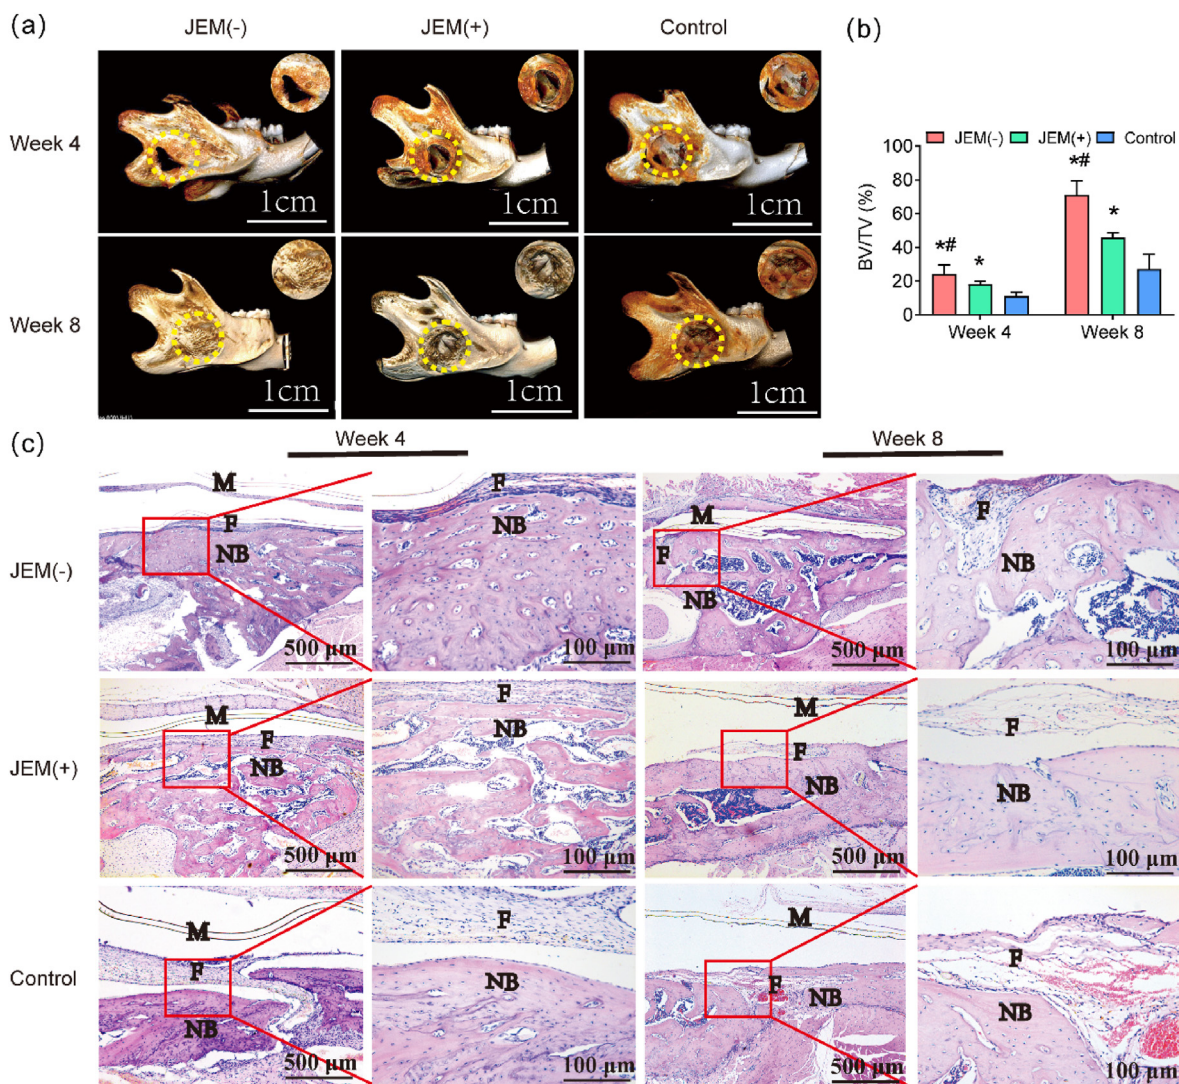 (a)
JEM(-) JEM(+) Control
Week 4
1cm 1cm 1cm
Week 8
1cm 1cm 1cm
(b)
JEM(-) JEM(+) Control
BV/TV (%)
100
80
60
40
20
0
*# * *# *
Week 4 Week 8
(c)
Week 4 Week 8
JEM(-)
M F NB 500 μm
F NB 100 μm
M F NB 500 μm
F NB 100 μm
JEM(+)
M F NB 500 μm
F NB 100 μm
M F NB 500 μm
F NB 100 μm
Control
M F NB 500 μm
F NB 100 μm
M F NB 500 μm
F NB 100 μm